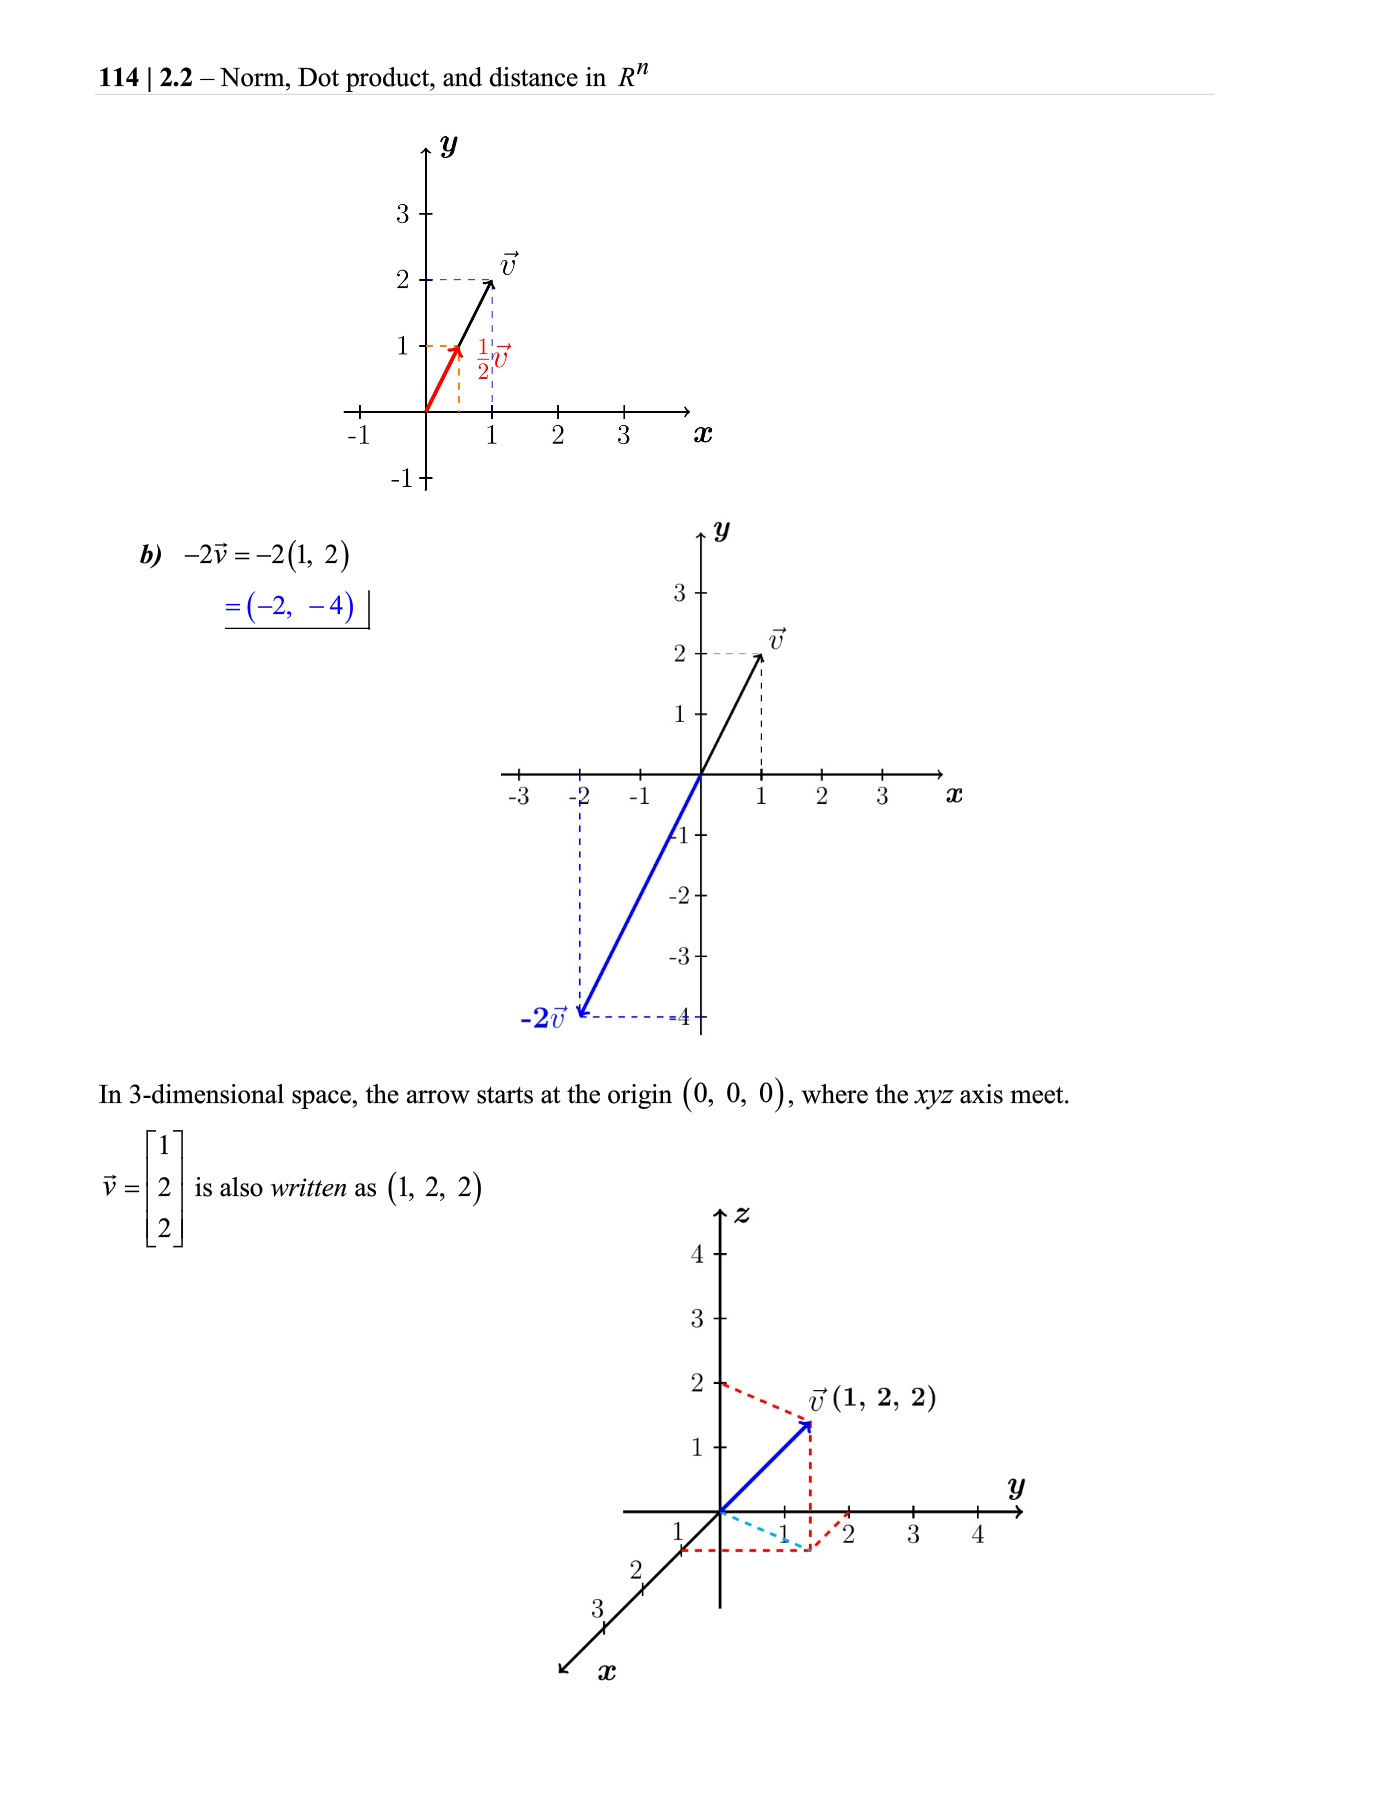 114 | 2.2 – Norm, Dot product, and distance in Rⁿ
y
3
2
v⃗
1
½v⃗
-1 1 2 3 x
-1
b) –2v⃗ = –2(1, 2)
= (–2, –4)
y
3
2
v⃗
1
-3 -2 -1 1 2 3 x
-1
-2
-3
-2v⃗
-4
In 3-dimensional space, the arrow starts at the origin (0, 0, 0), where the xyz axis meet.
v⃗ = [1 2 2] is also written as (1, 2, 2)
z
4
3
2
v⃗ (1, 2, 2)
1
y
1 1 2 3 4
2
3
x